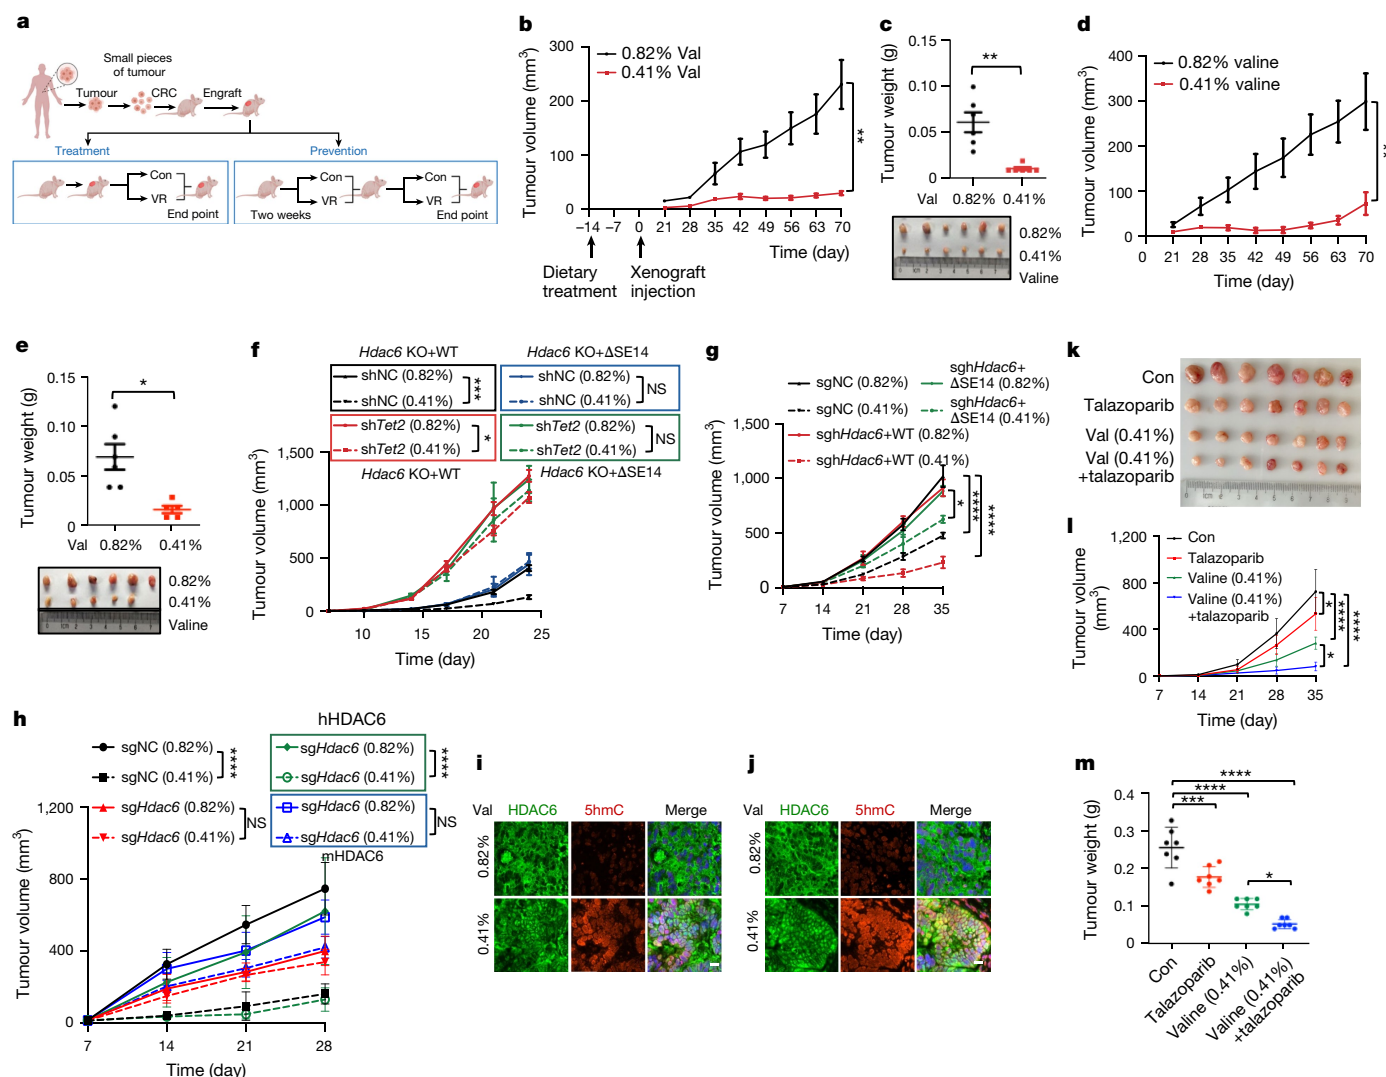 a
Small pieces
of tumour
Tumour
CRC
Engraft
Treatment
Prevention
Con
VR
End point
Two weeks
Con
VR
Con
VR
End point
b
Tumour volume (mm³)
300
200
100
0
0.82% Val
0.41% Val
**
−14 −7 0 21 28 35 42 49 56 63 70
Time (day)
Dietary
treatment
Xenograft
injection
c
Tumour weight (g)
0.15
0.10
0.05
0
**
Val 0.82% 0.41%
0.82%
0.41%
Valine
d
Tumour volume (mm³)
400
300
200
100
0
0.82% valine
0.41% valine
**
0 21 28 35 42 49 56 63 70
Time (day)
e
Tumour weight (g)
0.15
0.10
0.05
0
*
Val 0.82% 0.41%
0.82%
0.41%
Valine
f
Hdac6 KO+WT
shNC (0.82%)
shNC (0.41%)
***
shTet2 (0.82%)
shTet2 (0.41%)
*
Hdac6 KO+WT
Hdac6 KO+ΔSE14
shNC (0.82%)
shNC (0.41%)
NS
shTet2 (0.82%)
shTet2 (0.41%)
NS
Hdac6 KO+ΔSE14
Tumour volume (mm³)
1,500
1,000
500
0
10 15 20 25
Time (day)
g
sgNC (0.82%)
sgNC (0.41%)
sghHdac6+WT (0.82%)
sghHdac6+WT (0.41%)
sghHdac6+
ΔSE14 (0.82%)
sghHdac6+
ΔSE14 (0.41%)
Tumour volume (mm³)
1,500
1,000
500
0
*
****
****
7 14 21 28 35
Time (day)
k
Con
Talazoparib
Val (0.41%)
Val (0.41%)
+talazoparib
l
Tumour volume
(mm³)
1,200
800
400
0
Con
Talazoparib
Valine (0.41%)
Valine (0.41%)
+talazoparib
*
****
****
*
7 14 21 28 35
Time (day)
h
hHDAC6
sgNC (0.82%)
sgNC (0.41%)
****
sgHdac6 (0.82%)
sgHdac6 (0.41%)
****
sgHdac6 (0.82%)
sgHdac6 (0.41%)
NS
sgHdac6 (0.82%)
sgHdac6 (0.41%)
NS
mHDAC6
Tumour volume (mm³)
1,200
800
400
0
7 14 21 28
Time (day)
i
Val HDAC6 5hmC Merge
0.82%
0.41%
j
Val HDAC6 5hmC Merge
0.82%
0.41%
m
Tumour weight (g)
0.4
0.3
0.2
0.1
0
****
****
***
*
Con
Talazoparib
Valine (0.41%)
Valine (0.41%)
+talazoparib